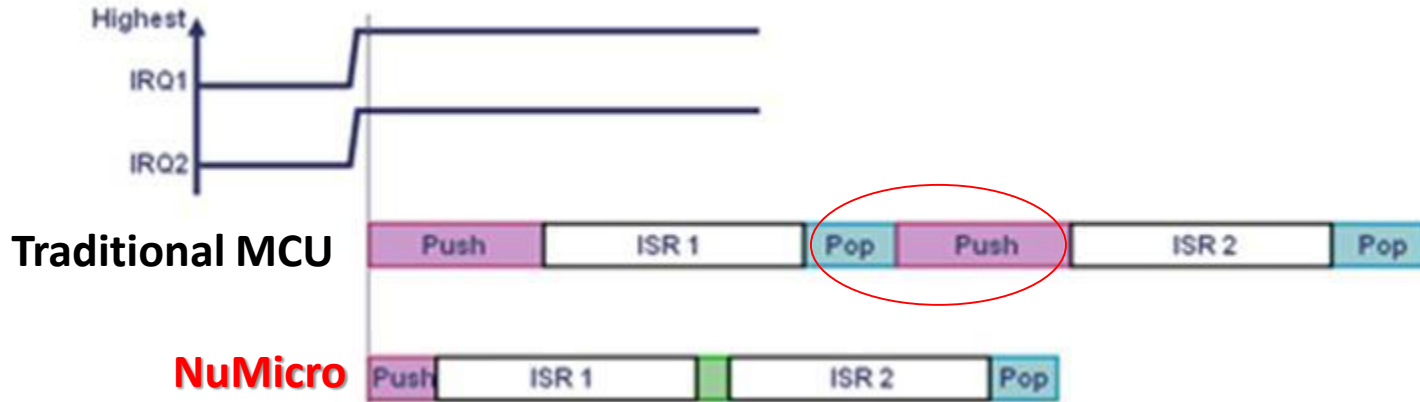 Highest
IRQ1
IRQ2
Traditional MCU Push ISR 1 Pop Push ISR 2 Pop
NuMicro Push ISR 1 ISR 2 Pop